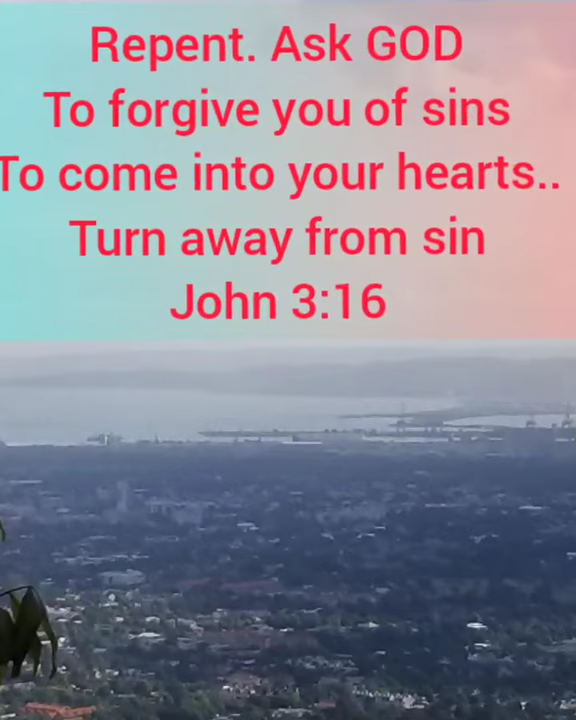 Repent. Ask GOD
To forgive you of sins
To come into your hearts..
Turn away from sin
John 3:16